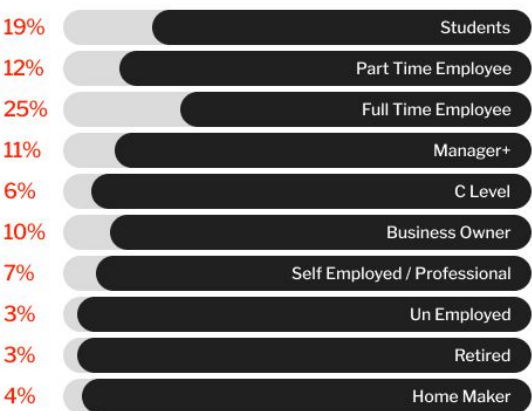 19% Students
12% Part Time Employee
25% Full Time Employee
11% Manager+
6% C Level
10% Business Owner
7% Self Employed / Professional
3% Un Employed
3% Retired
4% Home Maker